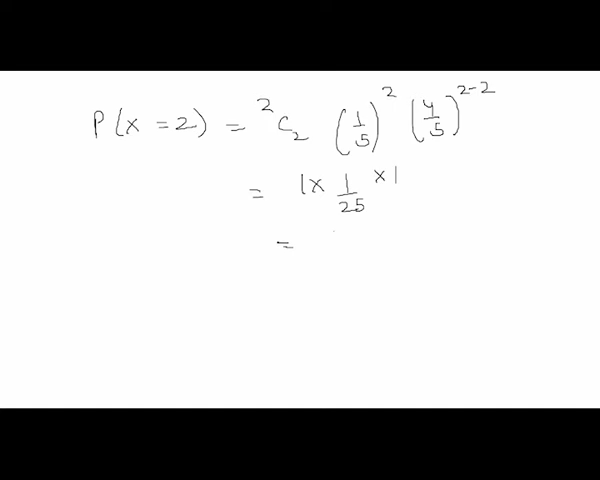 P(x = 2) = ²C₂ (1/5)² (4/5)²⁻²
= 1 × 1/25 × 1
=